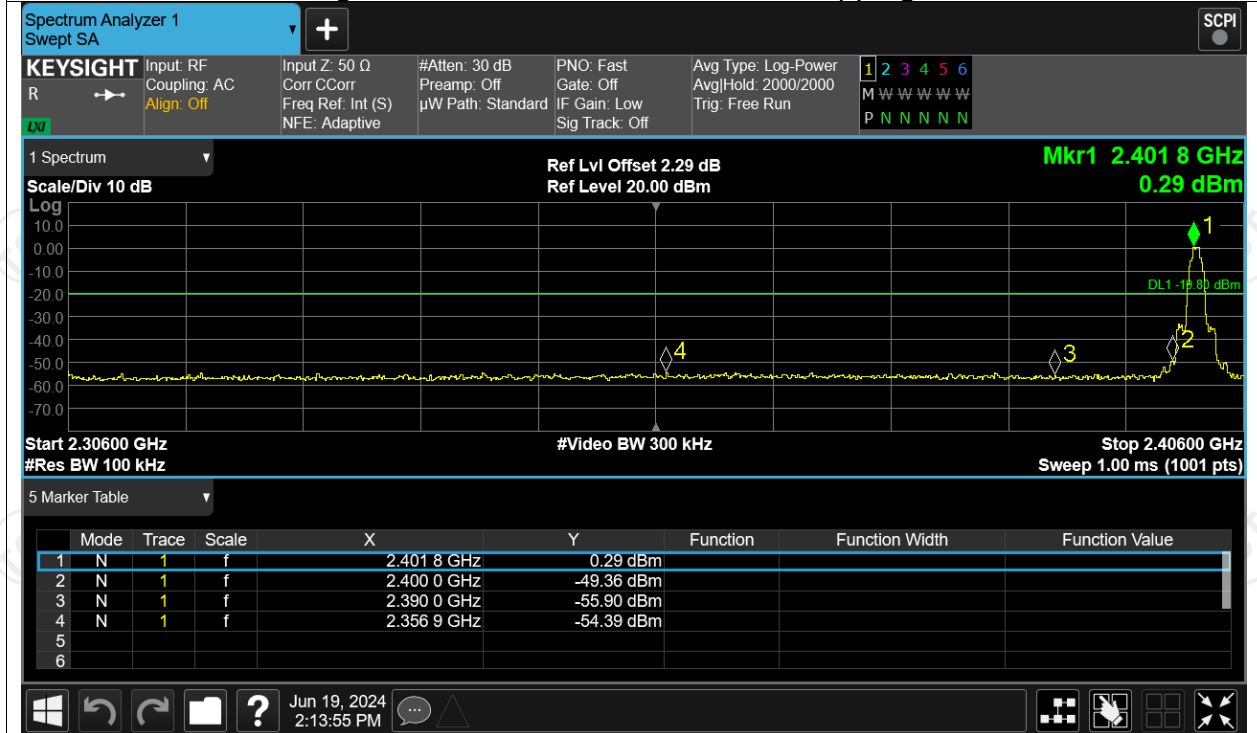 Spectrum Analyzer 1
Swept SA
SCPI
KEYSIGHT Input: RF Input Z: 50 Ω #Atten: 30 dB PNO: Fast Avg Type: Log-Power 1 2 3 4 5 6
R Coupling: AC Corr CCorr Preamp: Off Gate: Off Avg|Hold: 2000/2000 M W W W W W
Align: Off Freq Ref: Int (S) µW Path: Standard IF Gain: Low Trig: Free Run
LXI NFE: Adaptive Sig Track: Off P N N N N N
1 Spectrum Ref Lvl Offset 2.29 dB Mkr1 2.401 8 GHz
Scale/Div 10 dB Ref Level 20.00 dBm 0.29 dBm
Log
10.0 1
0.00
-10.0
DL1 -19.80 dBm
-20.0
-30.0
-40.0 2
4 3
-50.0
-60.0
-70.0
Start 2.30600 GHz #Video BW 300 kHz Stop 2.40600 GHz
#Res BW 100 kHz Sweep 1.00 ms (1001 pts)
5 Marker Table
Mode Trace Scale X Y Function Function Width Function Value
1 N 1 f 2.401 8 GHz 0.29 dBm
2 N 1 f 2.400 0 GHz -49.36 dBm
3 N 1 f 2.390 0 GHz -55.90 dBm
4 N 1 f 2.356 9 GHz -54.39 dBm
5
6
? Jun 19, 2024
2:13:55 PM